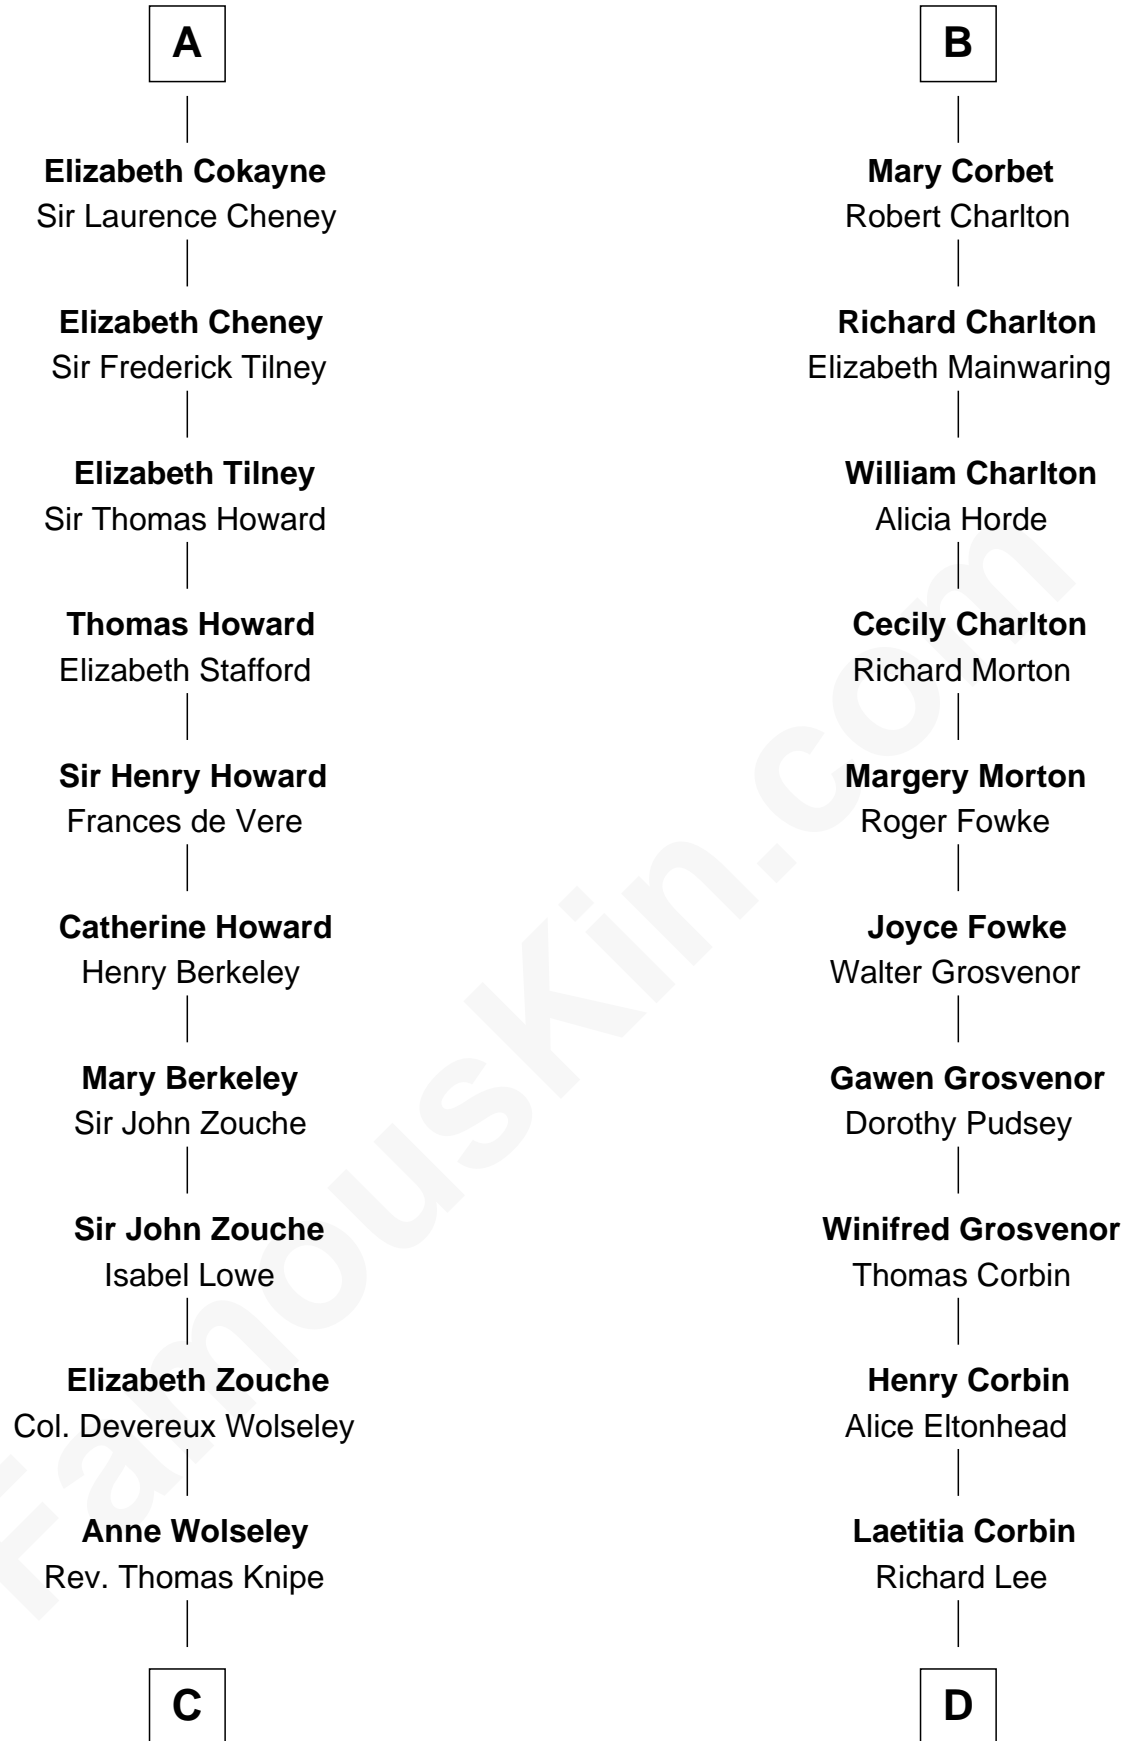 A
Elizabeth Cokayne
Sir Laurence Cheney
Elizabeth Cheney
Sir Frederick Tilney
Elizabeth Tilney
Sir Thomas Howard
Thomas Howard
Elizabeth Stafford
Sir Henry Howard
Frances de Vere
Catherine Howard
Henry Berkeley
Mary Berkeley
Sir John Zouche
Sir John Zouche
Isabel Lowe
Elizabeth Zouche
Col. Devereux Wolseley
Anne Wolseley
Rev. Thomas Knipe
C
B
Mary Corbet
Robert Charlton
Richard Charlton
Elizabeth Mainwaring
William Charlton
Alicia Horde
Cecily Charlton
Richard Morton
Margery Morton
Roger Fowke
Joyce Fowke
Walter Grosvenor
Gawen Grosvenor
Dorothy Pudsey
Winifred Grosvenor
Thomas Corbin
Henry Corbin
Alice Eltonhead
Laetitia Corbin
Richard Lee
D
FamousKin.com